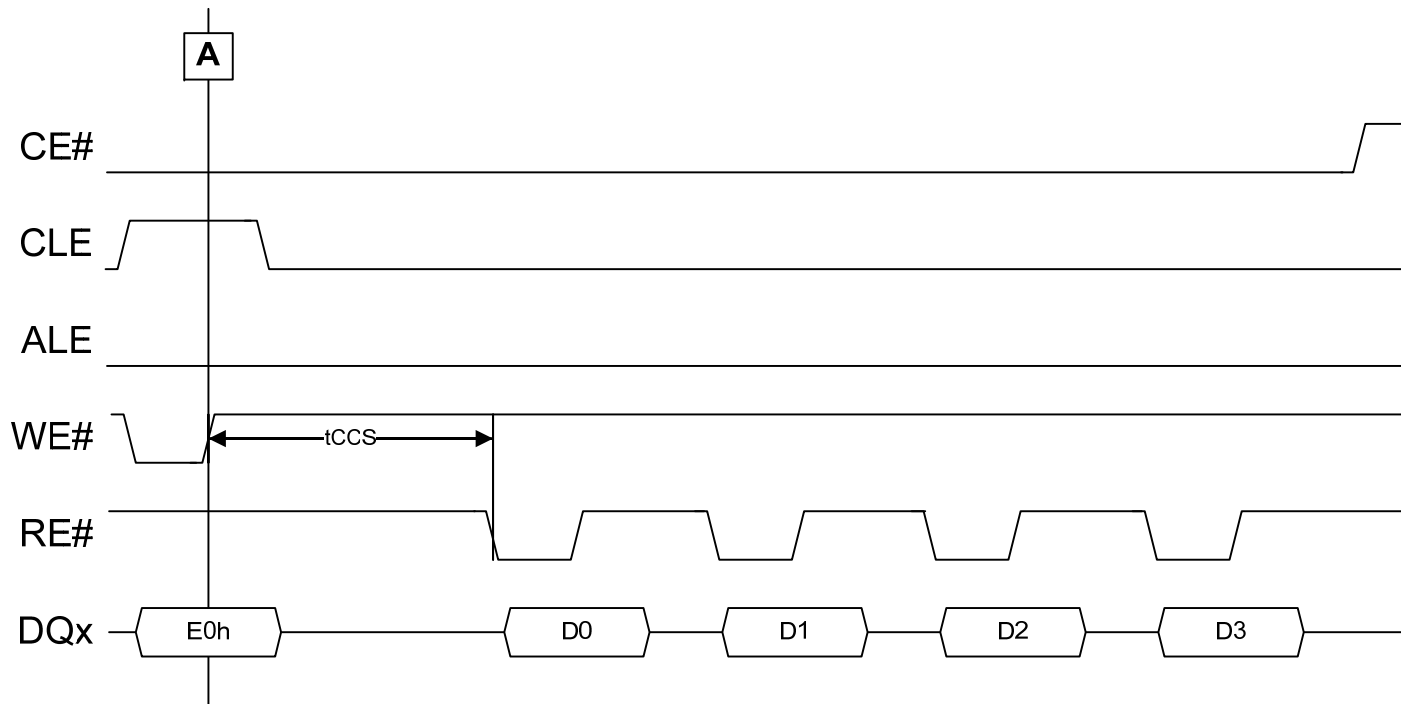 A
CE#
CLE
ALE
WE#
tCCS
RE#
DQx E0h D0 D1 D2 D3